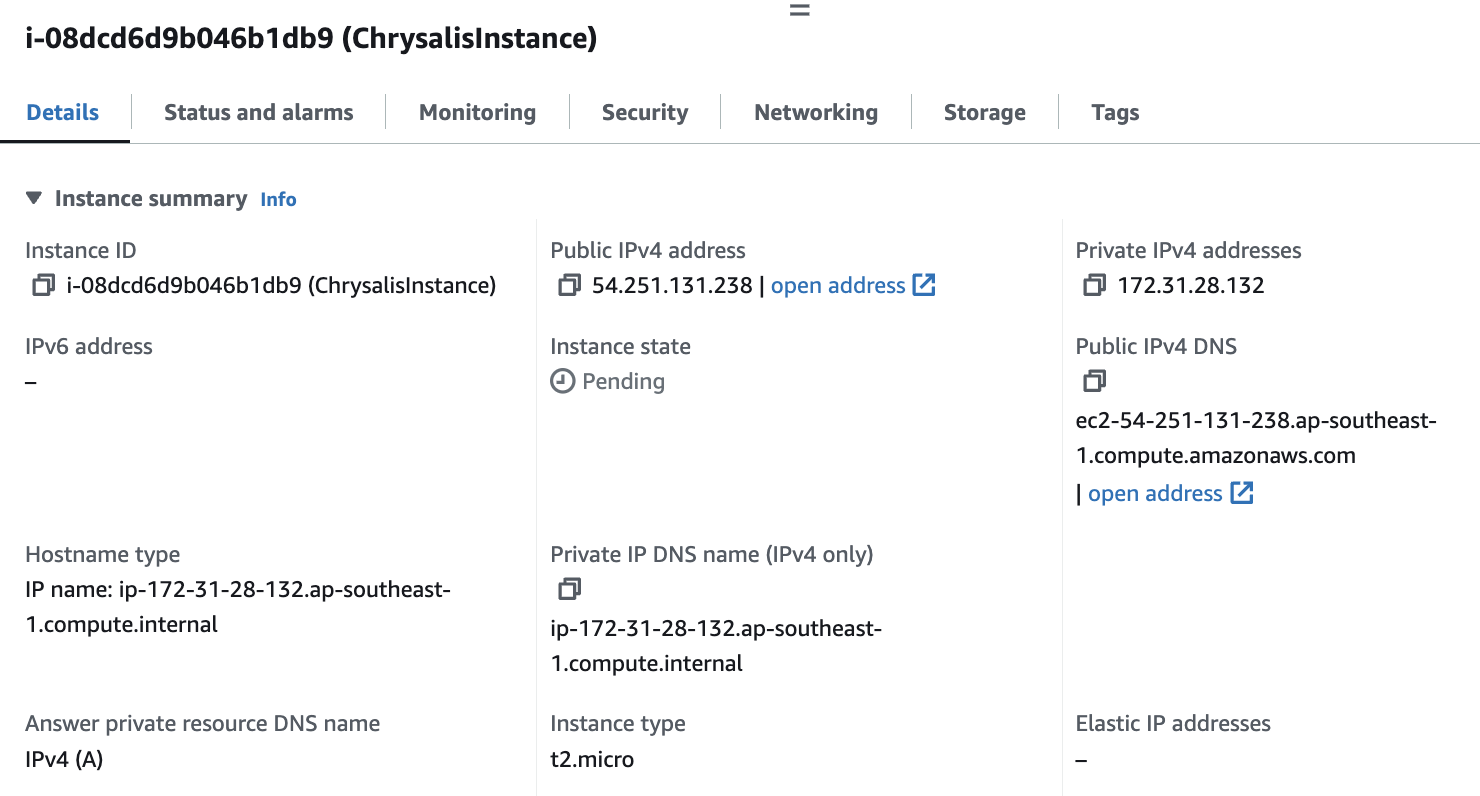 i-08dcd6d9b046b1db9 (ChrysalisInstance)
Details
Status and alarms
Monitoring
Security
Networking
Storage
Tags
Instance summary Info
Instance ID
i-08dcd6d9b046b1db9 (ChrysalisInstance)
Public IPv4 address
54.251.131.238 | open address
Private IPv4 addresses
172.31.28.132
IPv6 address
–
Instance state
Pending
Public IPv4 DNS
ec2-54-251-131-238.ap-southeast-
1.compute.amazonaws.com
| open address
Hostname type
IP name: ip-172-31-28-132.ap-southeast-
1.compute.internal
Private IP DNS name (IPv4 only)
ip-172-31-28-132.ap-southeast-
1.compute.internal
Answer private resource DNS name
IPv4 (A)
Instance type
t2.micro
Elastic IP addresses
–